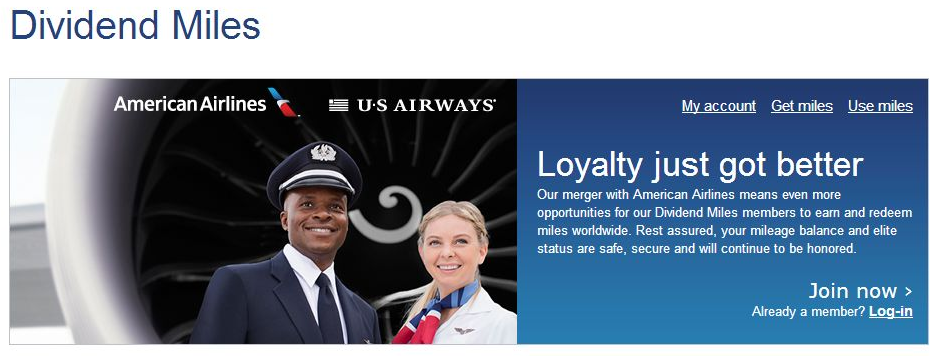 Dividend Miles
American Airlines
U·S AIRWAYS
My account Get miles Use miles
Loyalty just got better
Our merger with American Airlines means even more
opportunities for our Dividend Miles members to earn and redeem
miles worldwide. Rest assured, your mileage balance and elite
status are safe, secure and will continue to be honored.
Join now >
Already a member? Log-in